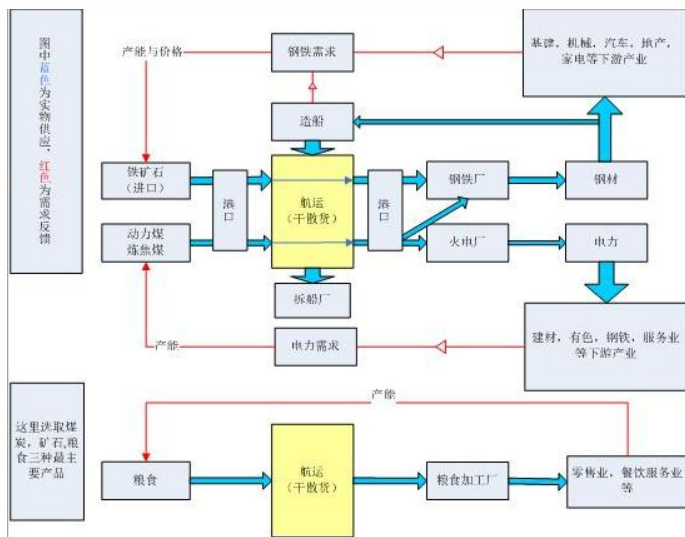 图
中
蓝
色
为
实
物
供
应
、
红
色
为
需
求
反
馈
产能与价格
钢铁需求
基建，机械，汽车，地产，
家电等下游产业
造船
铁矿石
（进口）
港
口
航运
（干散货）
港
口
钢铁厂
钢材
动力煤
炼焦煤
火电厂
电力
拆船厂
产能
电力需求
建材，有色，钢铁，服务业
等下游产业
这里选取煤
炭，矿石,粮
食三种最主
要产品
产能
粮食
航运
（干散货）
粮食加工厂
零售业，餐饮服务业
等